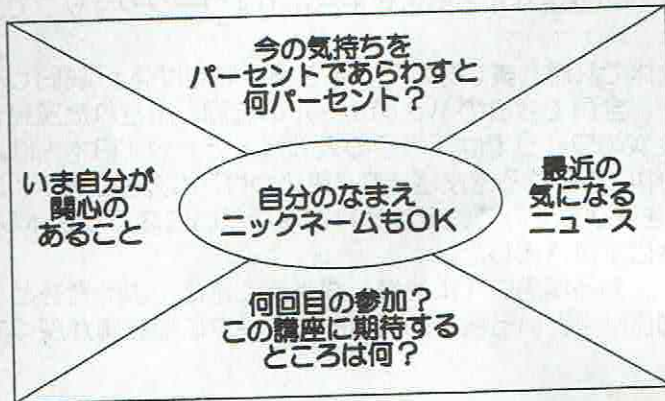 今の気持ちを
パーセントであらわすと
何パーセント？
いま自分が
関心の
あること
自分のなまえ
ニックネームもOK
最近の
気になる
ニュース
何回目の参加？
この講座に期待する
ところは何？